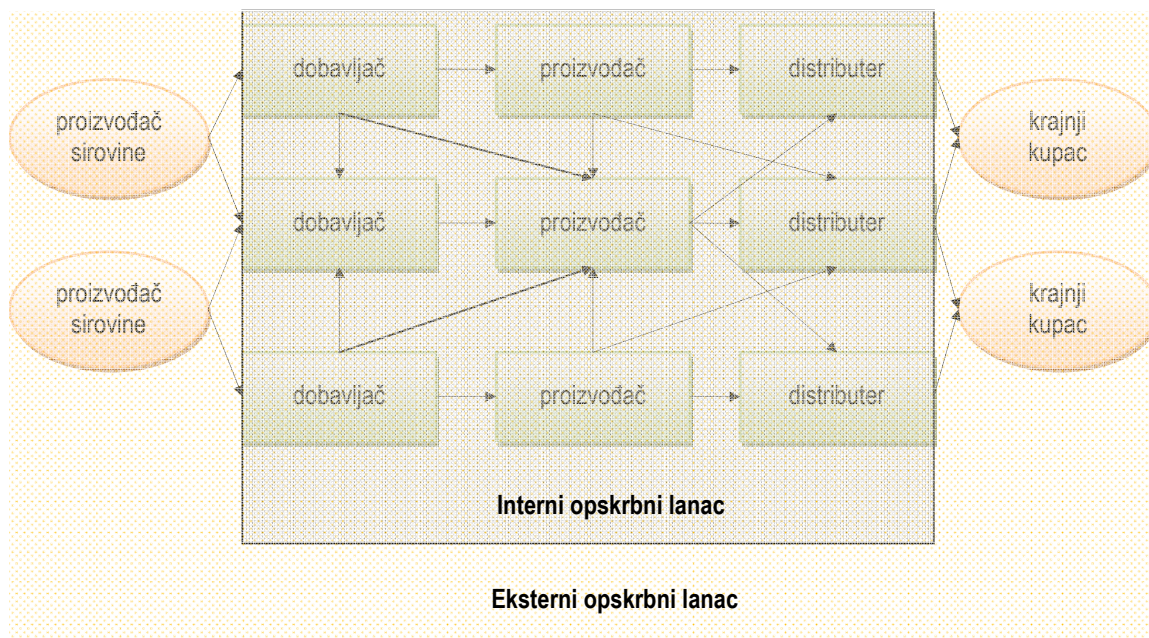 dobavljač
proizvođač
distributer
proizvođač
sirovine
krajnji
kupac
dobavljač
proizvođač
distributer
proizvođač
sirovine
krajnji
kupac
dobavljač
proizvođač
distributer
Interni opskrbni lanac
Eksterni opskrbni lanac